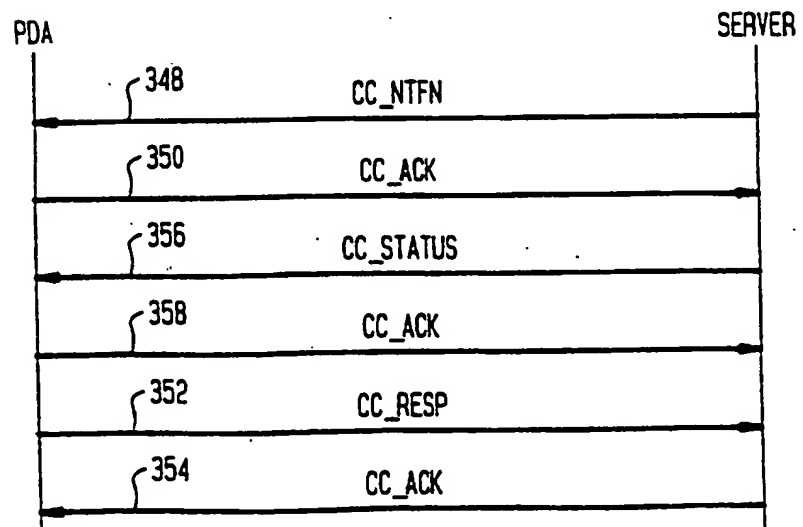 PDA
SERVER
348
CC_NTFN
350
CC_ACK
356
CC_STATUS
358
CC_ACK
352
CC_RESP
354
CC_ACK